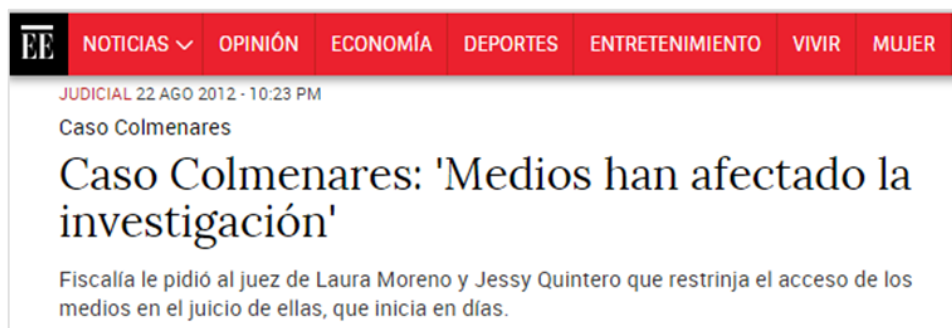 EE NOTICIAS OPINIÓN ECONOMÍA DEPORTES ENTRETENIMIENTO VIVIR MUJER
JUDICIAL 22 AGO 2012 - 10:23 PM
Caso Colmenares
Caso Colmenares: 'Medios han afectado la
investigación'
Fiscalía le pidió al juez de Laura Moreno y Jessy Quintero que restrinja el acceso de los
medios en el juicio de ellas, que inicia en días.